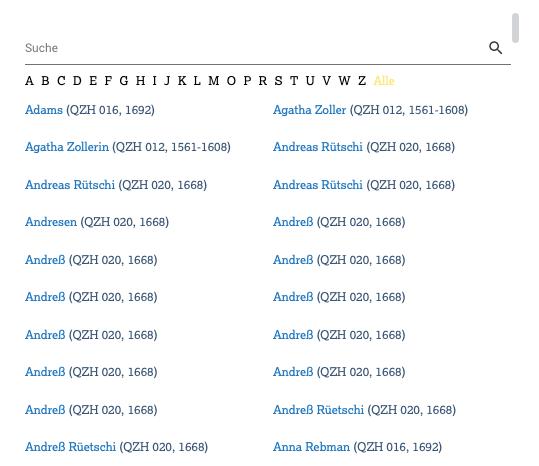 Suche
A B C D E F G H I J K L M O P R S T U V W Z Alle
Adams (QZH 016, 1692) Agatha Zoller (QZH 012, 1561-1608)
Agatha Zollerin (QZH 012, 1561-1608) Andreas Rütschi (QZH 020, 1668)
Andreas Rütschi (QZH 020, 1668) Andreas Rütschi (QZH 020, 1668)
Andresen (QZH 020, 1668) Andreß (QZH 020, 1668)
Andreß (QZH 020, 1668) Andreß (QZH 020, 1668)
Andreß (QZH 020, 1668) Andreß (QZH 020, 1668)
Andreß (QZH 020, 1668) Andreß (QZH 020, 1668)
Andreß (QZH 020, 1668) Andreß (QZH 020, 1668)
Andreß (QZH 020, 1668) Andreß Rüetschi (QZH 020, 1668)
Andreß Rüetschi (QZH 020, 1668) Anna Rebman (QZH 016, 1692)